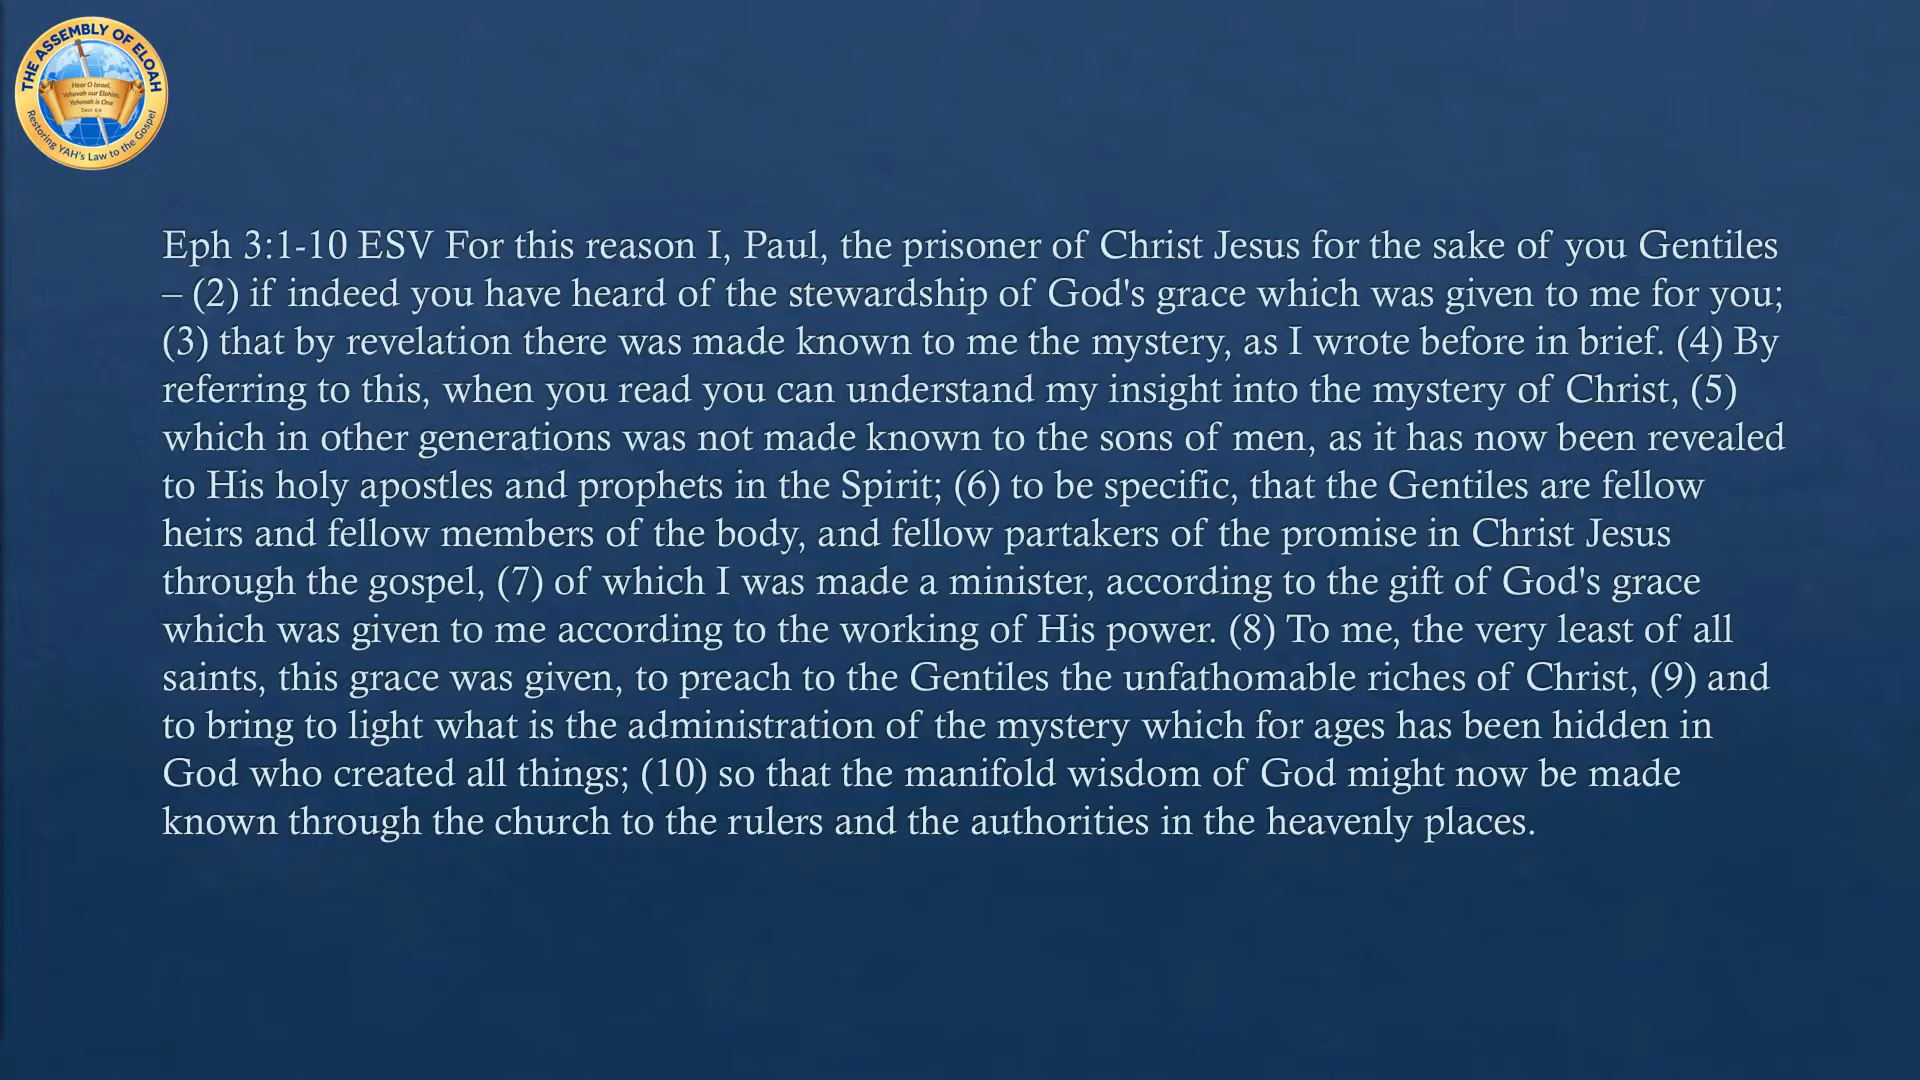 THE ASSEMBLY OF ELOAH
Hear O Israel,
Yehovah our Elohim,
Yehovah is One
Deut. 6:4
Restoring YAH's Law to the Gospel
Eph 3:1-10 ESV For this reason I, Paul, the prisoner of Christ Jesus for the sake of you Gentiles
– (2) if indeed you have heard of the stewardship of God's grace which was given to me for you;
(3) that by revelation there was made known to me the mystery, as I wrote before in brief. (4) By
referring to this, when you read you can understand my insight into the mystery of Christ, (5)
which in other generations was not made known to the sons of men, as it has now been revealed
to His holy apostles and prophets in the Spirit; (6) to be specific, that the Gentiles are fellow
heirs and fellow members of the body, and fellow partakers of the promise in Christ Jesus
through the gospel, (7) of which I was made a minister, according to the gift of God's grace
which was given to me according to the working of His power. (8) To me, the very least of all
saints, this grace was given, to preach to the Gentiles the unfathomable riches of Christ, (9) and
to bring to light what is the administration of the mystery which for ages has been hidden in
God who created all things; (10) so that the manifold wisdom of God might now be made
known through the church to the rulers and the authorities in the heavenly places.